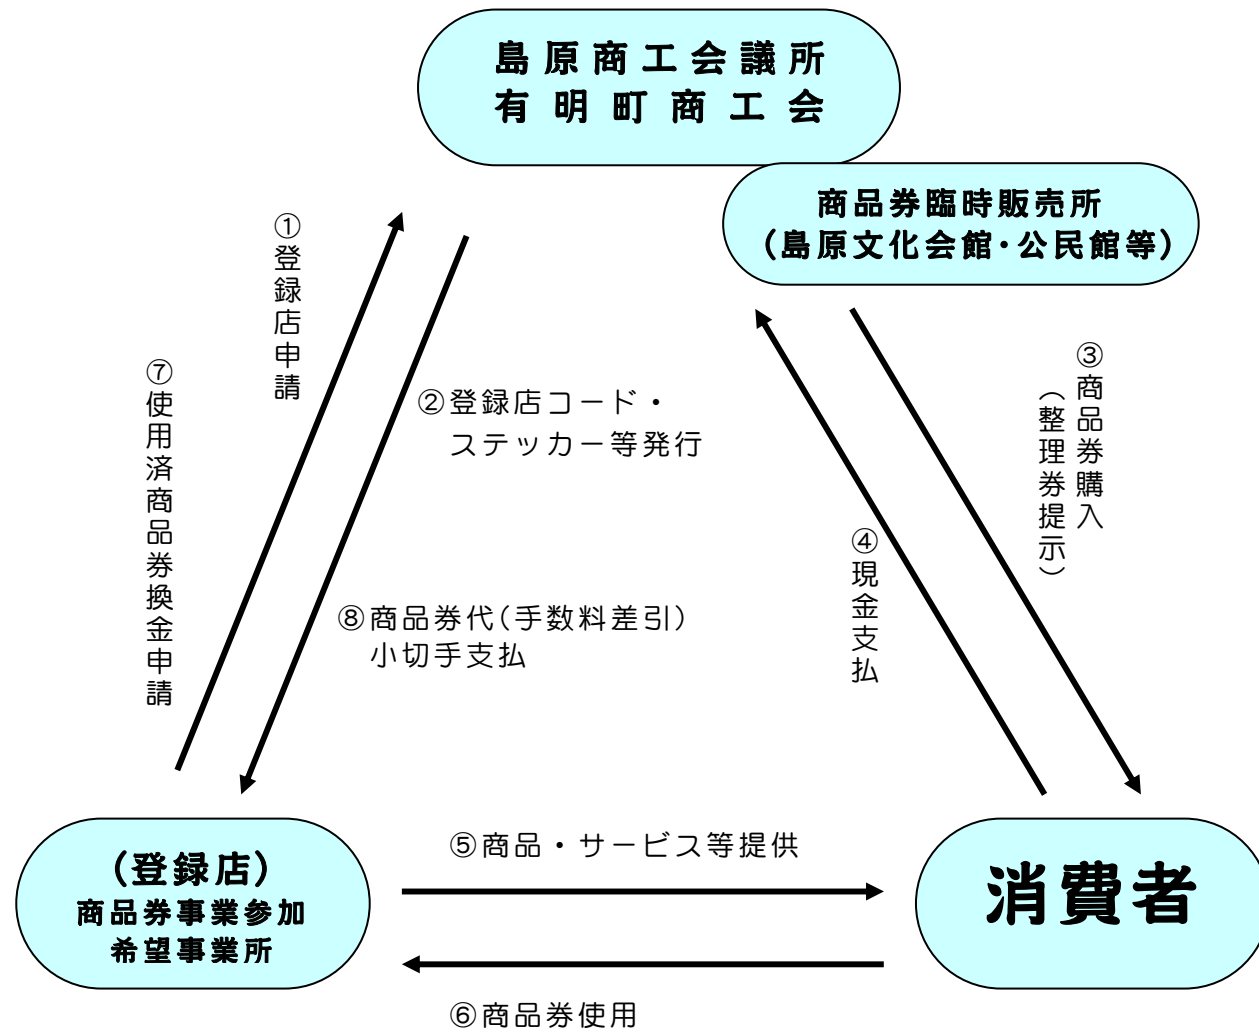 島原商工会議所
有明町商工会
商品券臨時販売所
(島原文化会館・公民館等)
①登録店申請
②登録店コード・
ステッカー等発行
③商品券購入
(整理券提示)
④現金支払
⑦使用済商品券換金申請
⑧商品券代(手数料差引)
小切手支払
(登録店)
商品券事業参加
希望事業所
⑤商品・サービス等提供
消費者
⑥商品券使用